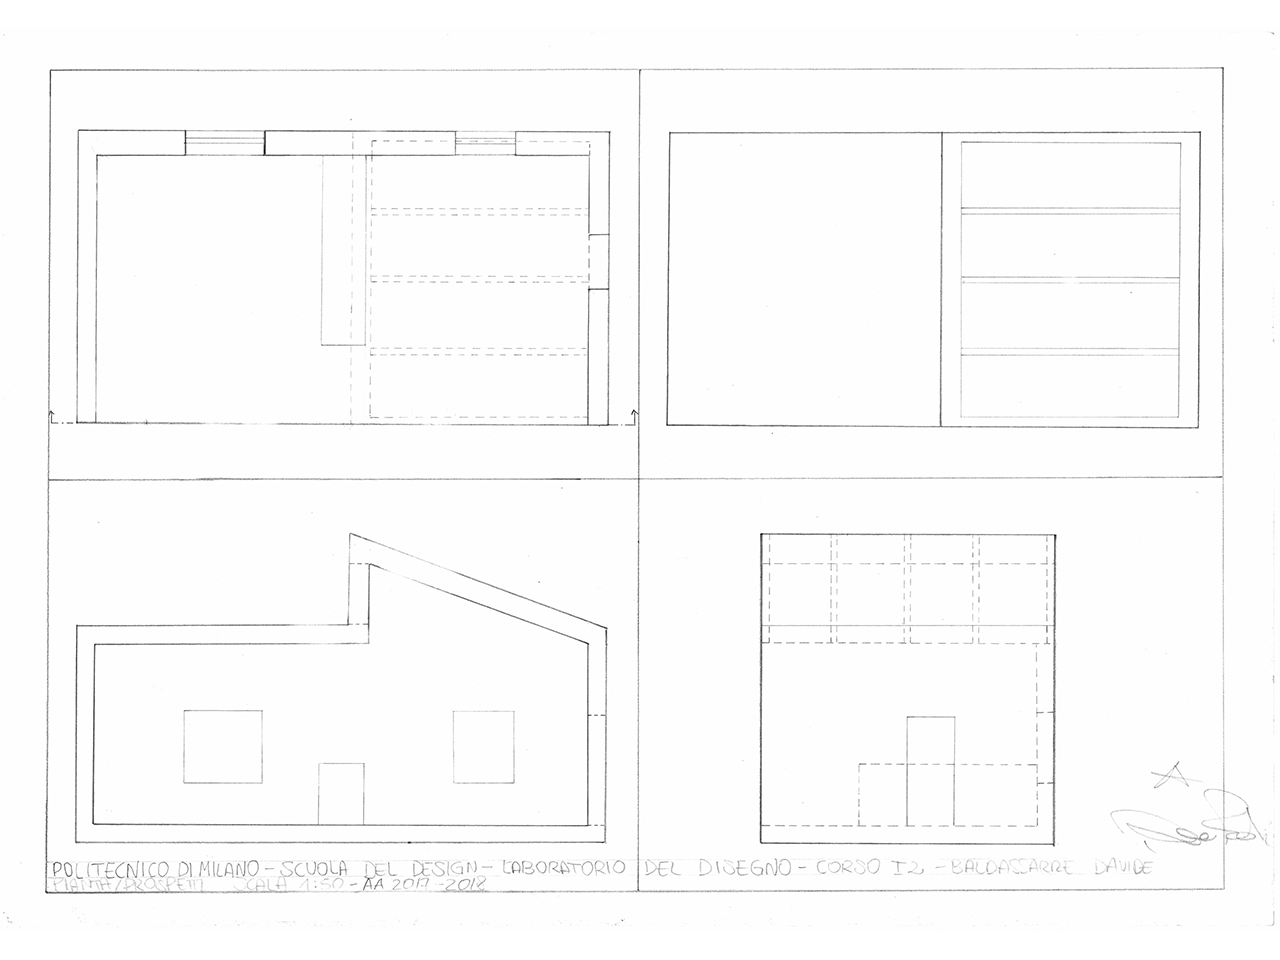 POLITECNICO DI MILANO - SCUOLA DEL DESIGN - LABORATORIO DEL DISEGNO - CORSO I2 - BALDASSARRE DAVIDE
PIANTA/PROSPETTI SCALA 1:50 - AA 2017 - 2018
A